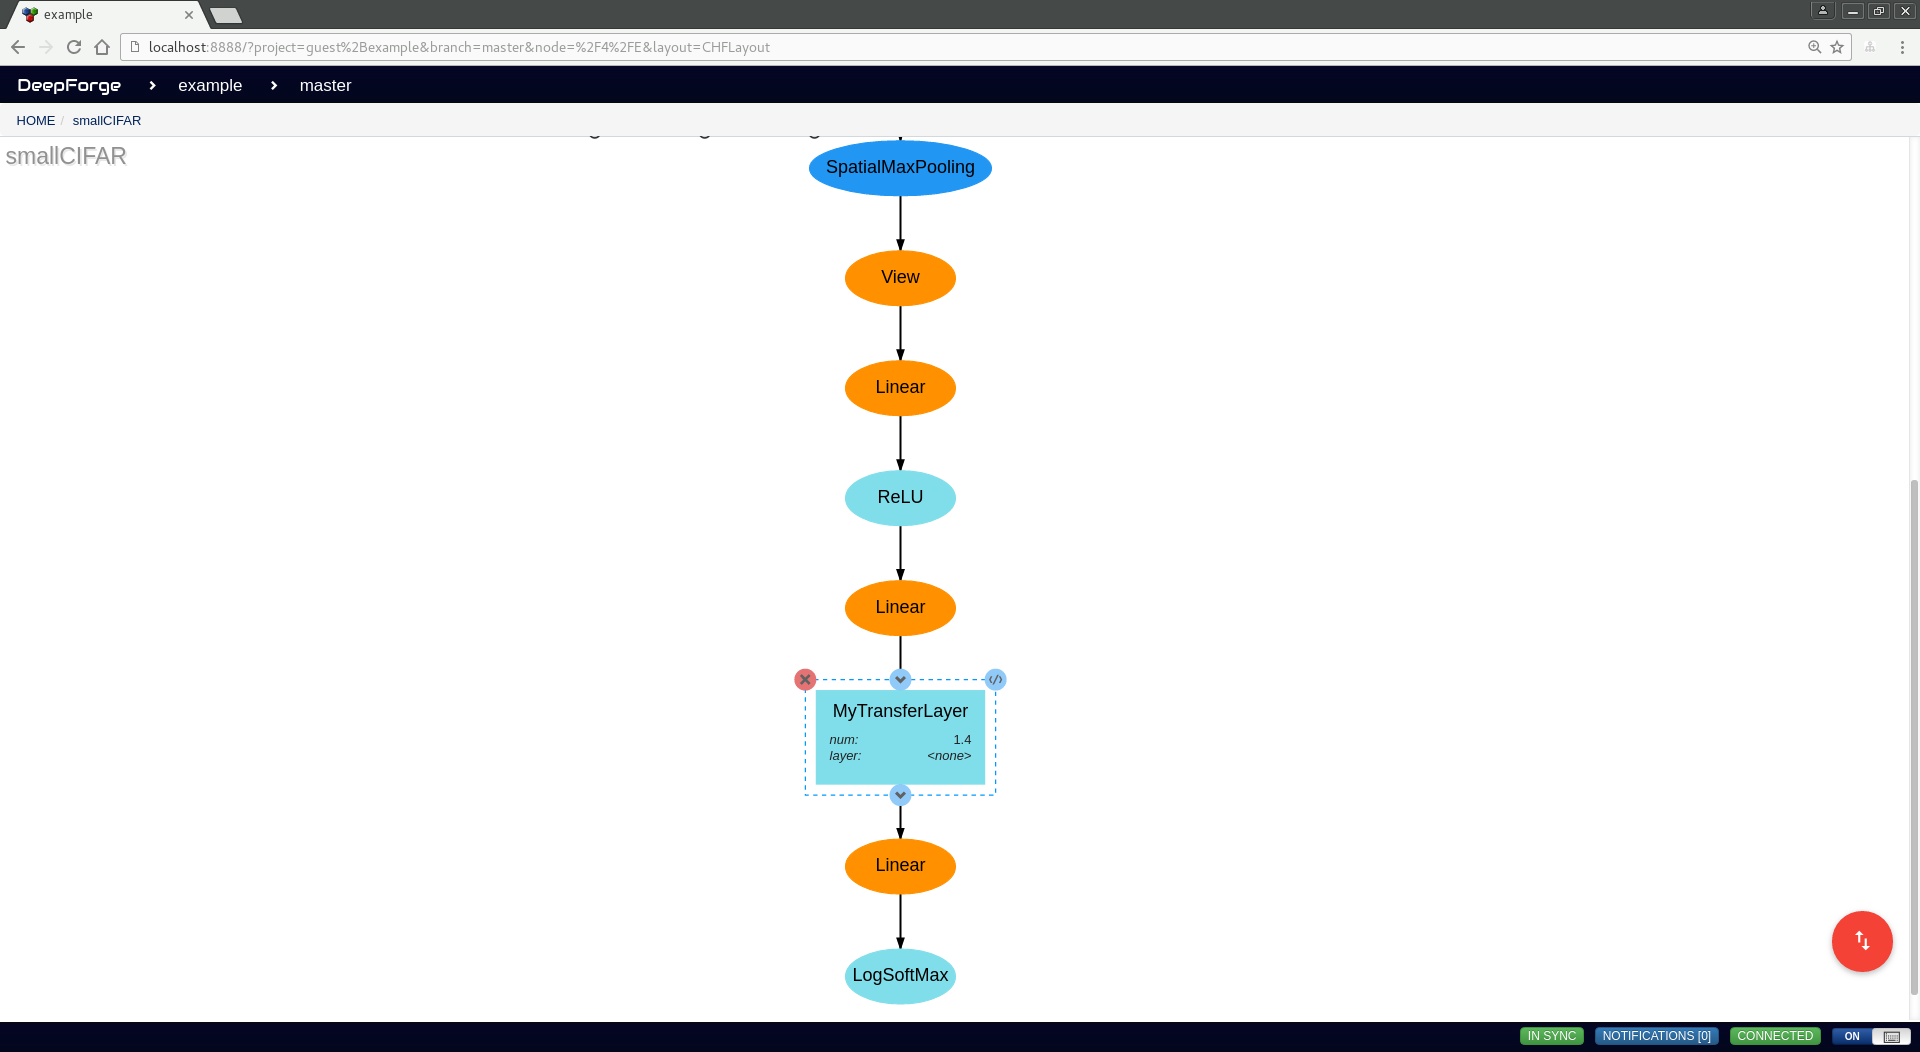 example
localhost:8888/?project=guest%2Bexample&branch=master&node=%2F4%2FE&layout=CHFLayout
DeepForge example master
HOME / smallCIFAR
smallCIFAR
SpatialMaxPooling
View
Linear
ReLU
Linear
MyTransferLayer
num: 1.4
layer: <none>
Linear
LogSoftMax
IN SYNC NOTIFICATIONS [0] CONNECTED ON